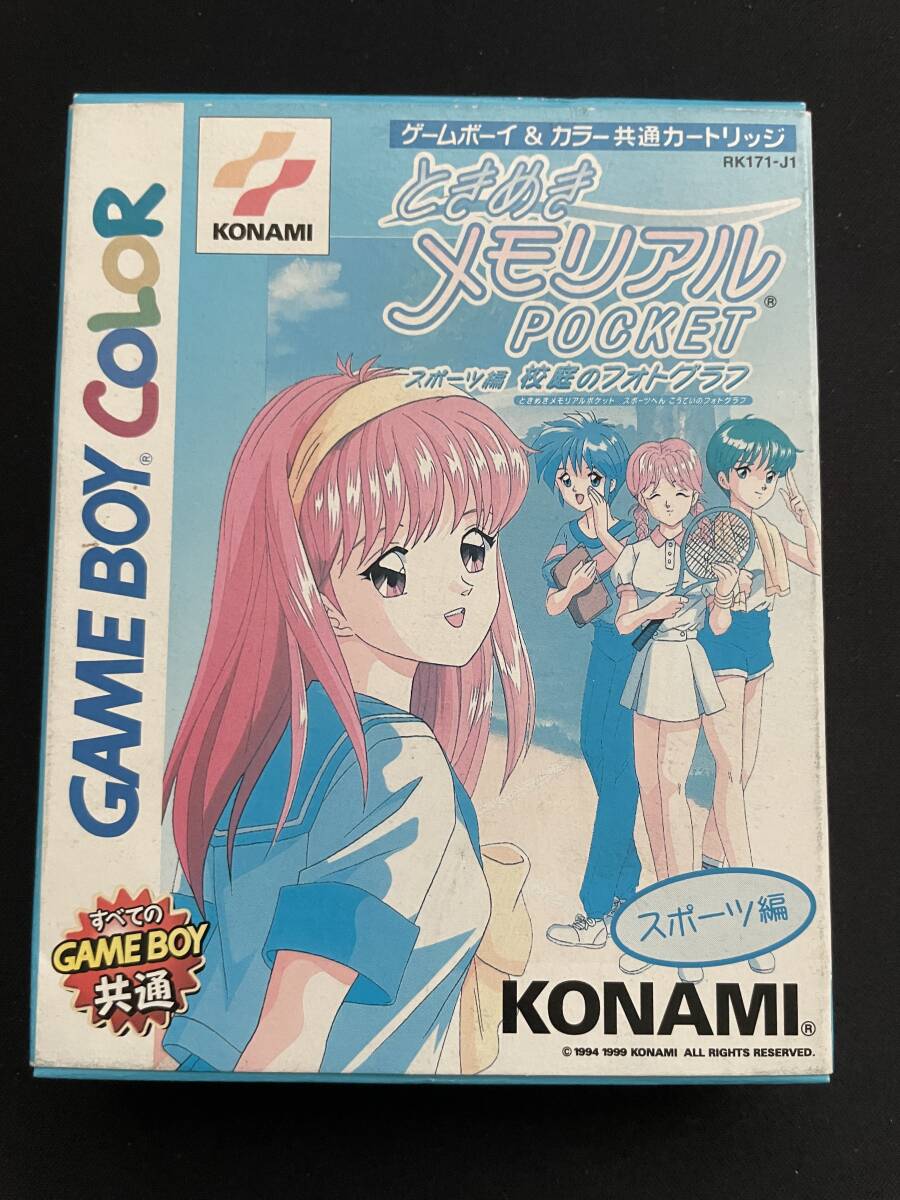 GAME BOY® COLOR
KONAMI
ゲームボーイ & カラー共通カートリッジ
RK171-J1
ときめき
メモリアル®
POCKET
スポーツ編 校庭のフォトグラフ
ときめきメモリアルポケット スポーツへん こうていのフォトグラフ
スポーツ編
すべての
GAME BOY
共通
KONAMI®
© 1994 1999 KONAMI ALL RIGHTS RESERVED.